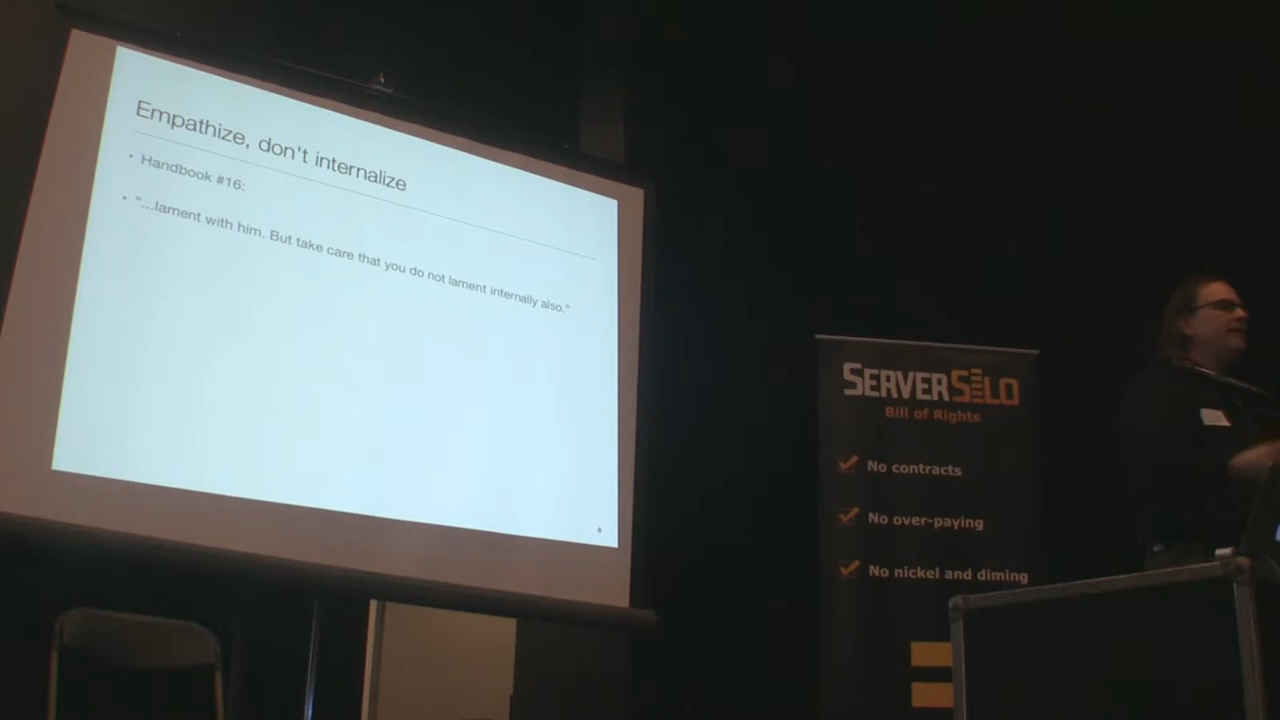 Empathize, don't internalize
• Handbook #16:
• "...lament with him. But take care that you do not lament internally also."
SERVERSILO
Bill of Rights
No contracts
No over-paying
No nickel and diming